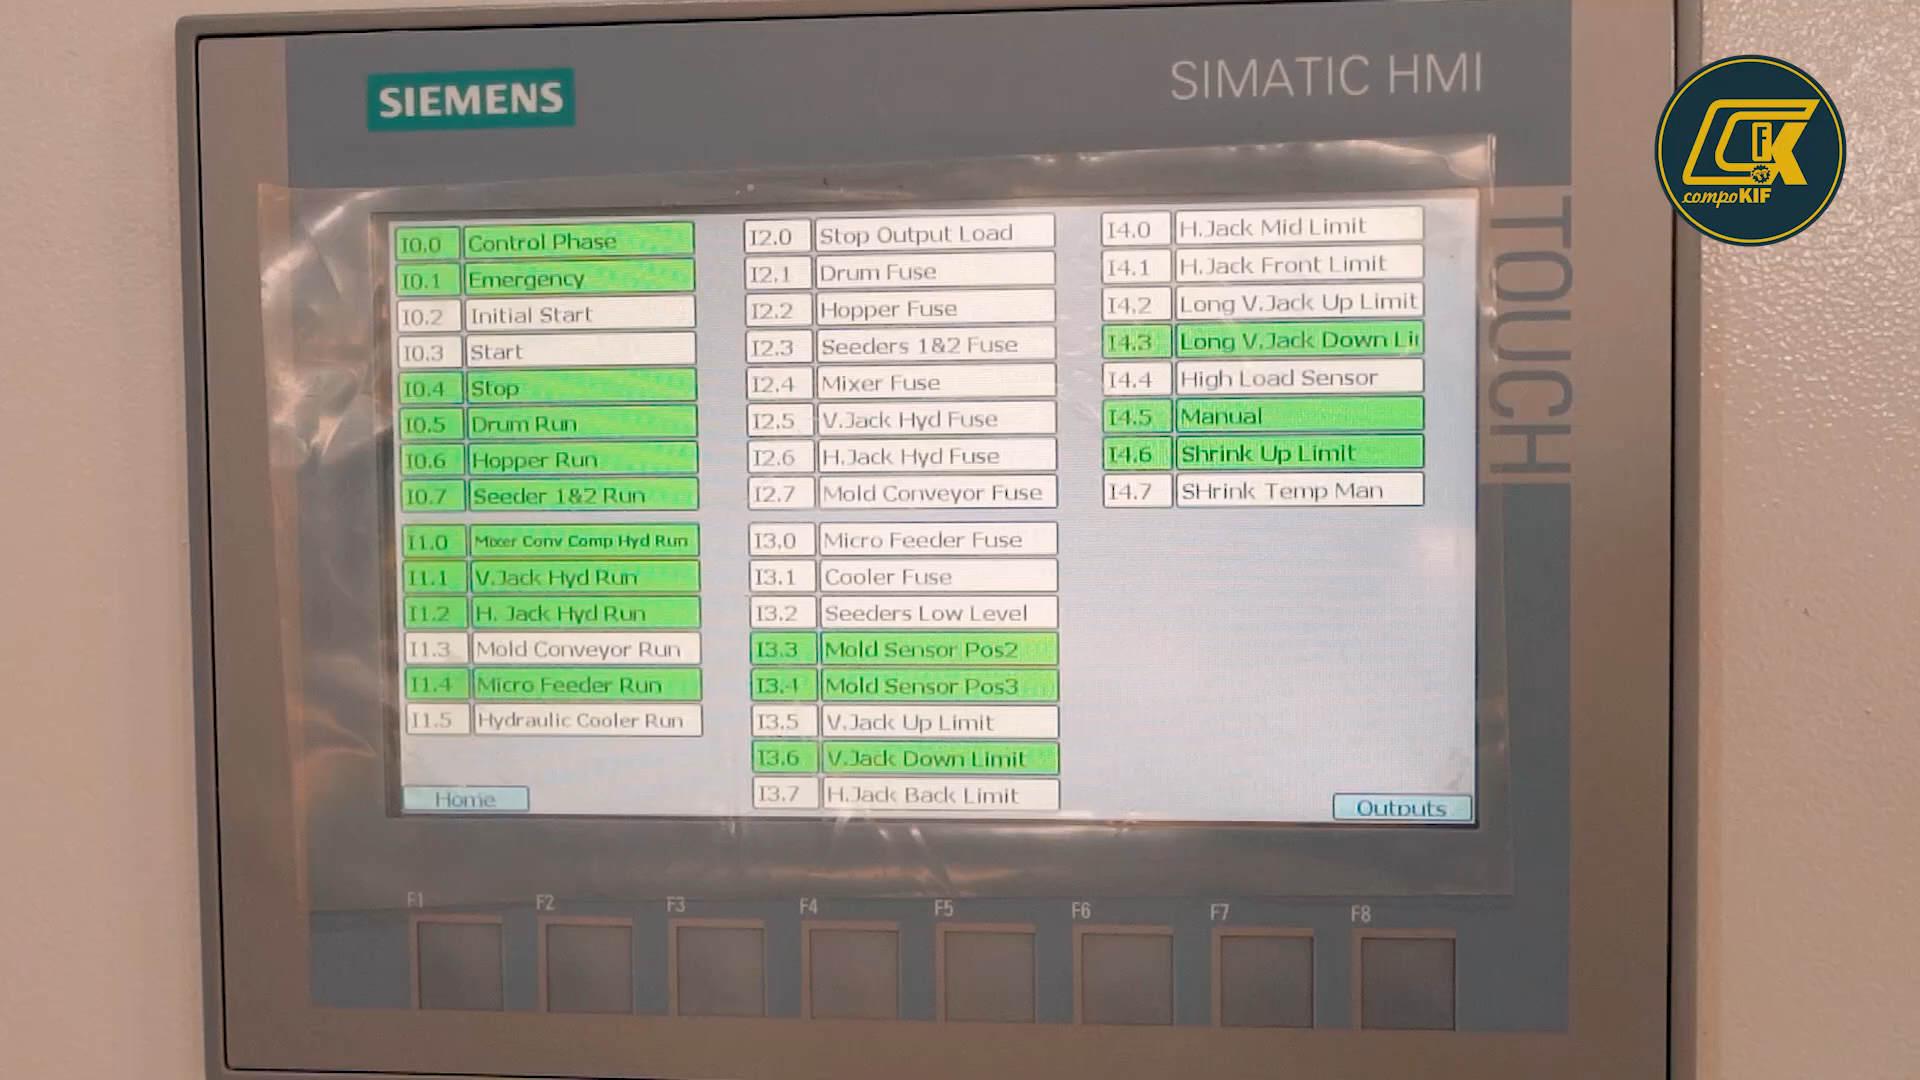 SIEMENS
SIMATIC HMI
TOUCH
CFK
compoKIF
I0.0 Control Phase
I0.1 Emergency
I0.2 Initial Start
I0.3 Start
I0.4 Stop
I0.5 Drum Run
I0.6 Hopper Run
I0.7 Seeder 1&2 Run
I1.0 Mixer Conv Comp Hyd Run
I1.1 V.Jack Hyd Run
I1.2 H. Jack Hyd Run
I1.3 Mold Conveyor Run
I1.4 Micro Feeder Run
I1.5 Hydraulic Cooler Run
Home
I2.0 Stop Output Load
I2.1 Drum Fuse
I2.2 Hopper Fuse
I2.3 Seeders 1&2 Fuse
I2.4 Mixer Fuse
I2.5 V.Jack Hyd Fuse
I2.6 H.Jack Hyd Fuse
I2.7 Mold Conveyor Fuse
I3.0 Micro Feeder Fuse
I3.1 Cooler Fuse
I3.2 Seeders Low Level
I3.3 Mold Sensor Pos2
I3.4 Mold Sensor Pos3
I3.5 V.Jack Up Limit
I3.6 V.Jack Down Limit
I3.7 H.Jack Back Limit
I4.0 H.Jack Mid Limit
I4.1 H.Jack Front Limit
I4.2 Long V.Jack Up Limit
I4.3 Long V.Jack Down Li
I4.4 High Load Sensor
I4.5 Manual
I4.6 Shrink Up Limit
I4.7 SHrink Temp Man
Outputs
F1 F2 F3 F4 F5 F6 F7 F8